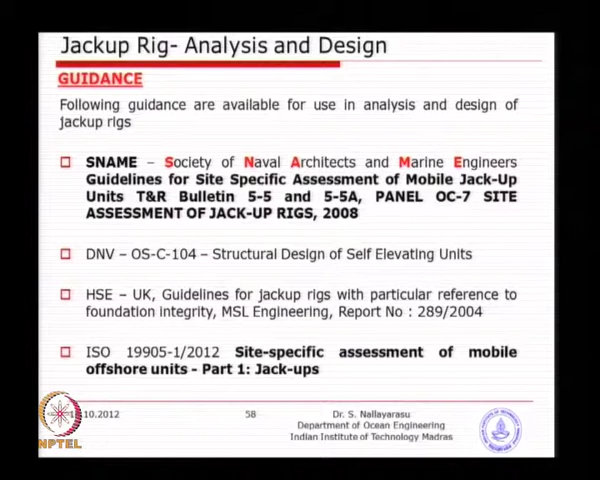 Jackup Rig- Analysis and Design
GUIDANCE
Following guidance are available for use in analysis and design of
jackup rigs
SNAME – Society of Naval Architects and Marine Engineers
Guidelines for Site Specific Assessment of Mobile Jack-Up
Units T&R Bulletin 5-5 and 5-5A, PANEL OC-7 SITE
ASSESSMENT OF JACK-UP RIGS, 2008
DNV – OS-C-104 – Structural Design of Self Elevating Units
HSE – UK, Guidelines for jackup rigs with particular reference to
foundation integrity, MSL Engineering, Report No : 289/2004
ISO 19905-1/2012 Site-specific assessment of mobile
offshore units - Part 1: Jack-ups
.10.2012
58
Dr. S. Nallayarasu
Department of Ocean Engineering
Indian Institute of Technology Madras
NPTEL